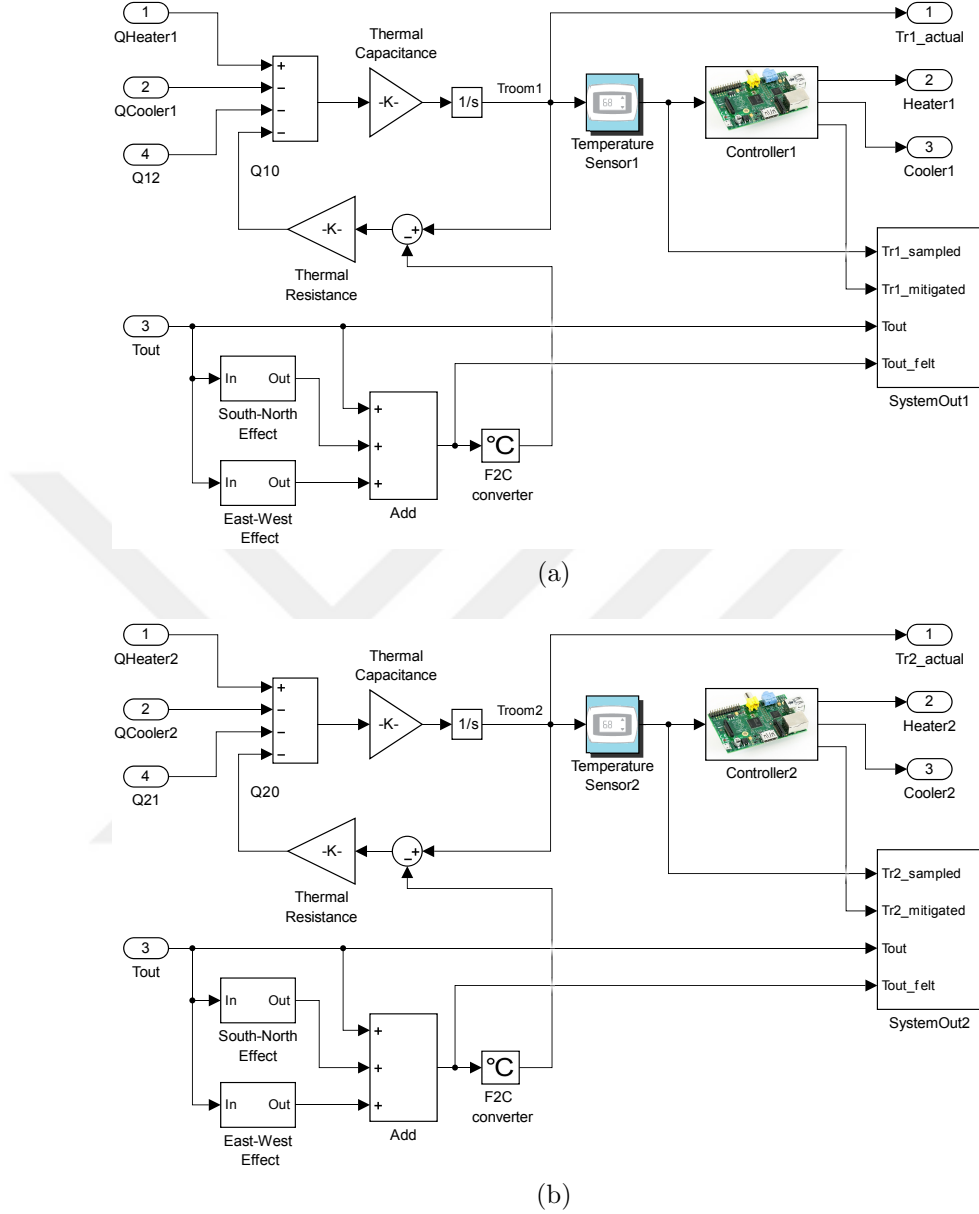 1
QHeater1
2
QCooler1
4
Q12
+
−
−
−
Q10
Thermal
Capacitance
-K-
1/s
Troom1
68
Temperature
Sensor1
Controller1
1
Tr1_actual
2
Heater1
3
Cooler1
-K-
Thermal
Resistance
− +
Tr1_sampled
Tr1_mitigated
Tout
Tout_felt
SystemOut1
3
Tout
In Out
South-North
Effect
In Out
East-West
Effect
+
+
+
Add
°C
F2C
converter
(a)
1
QHeater2
2
QCooler2
4
Q21
+
−
−
−
Q20
Thermal
Capacitance
-K-
1/s
Troom2
68
Temperature
Sensor2
Controller2
1
Tr2_actual
2
Heater2
3
Cooler2
-K-
Thermal
Resistance
− +
Tr2_sampled
Tr2_mitigated
Tout
Tout_felt
SystemOut2
3
Tout
In Out
South-North
Effect
In Out
East-West
Effect
+
+
+
Add
°C
F2C
converter
(b)